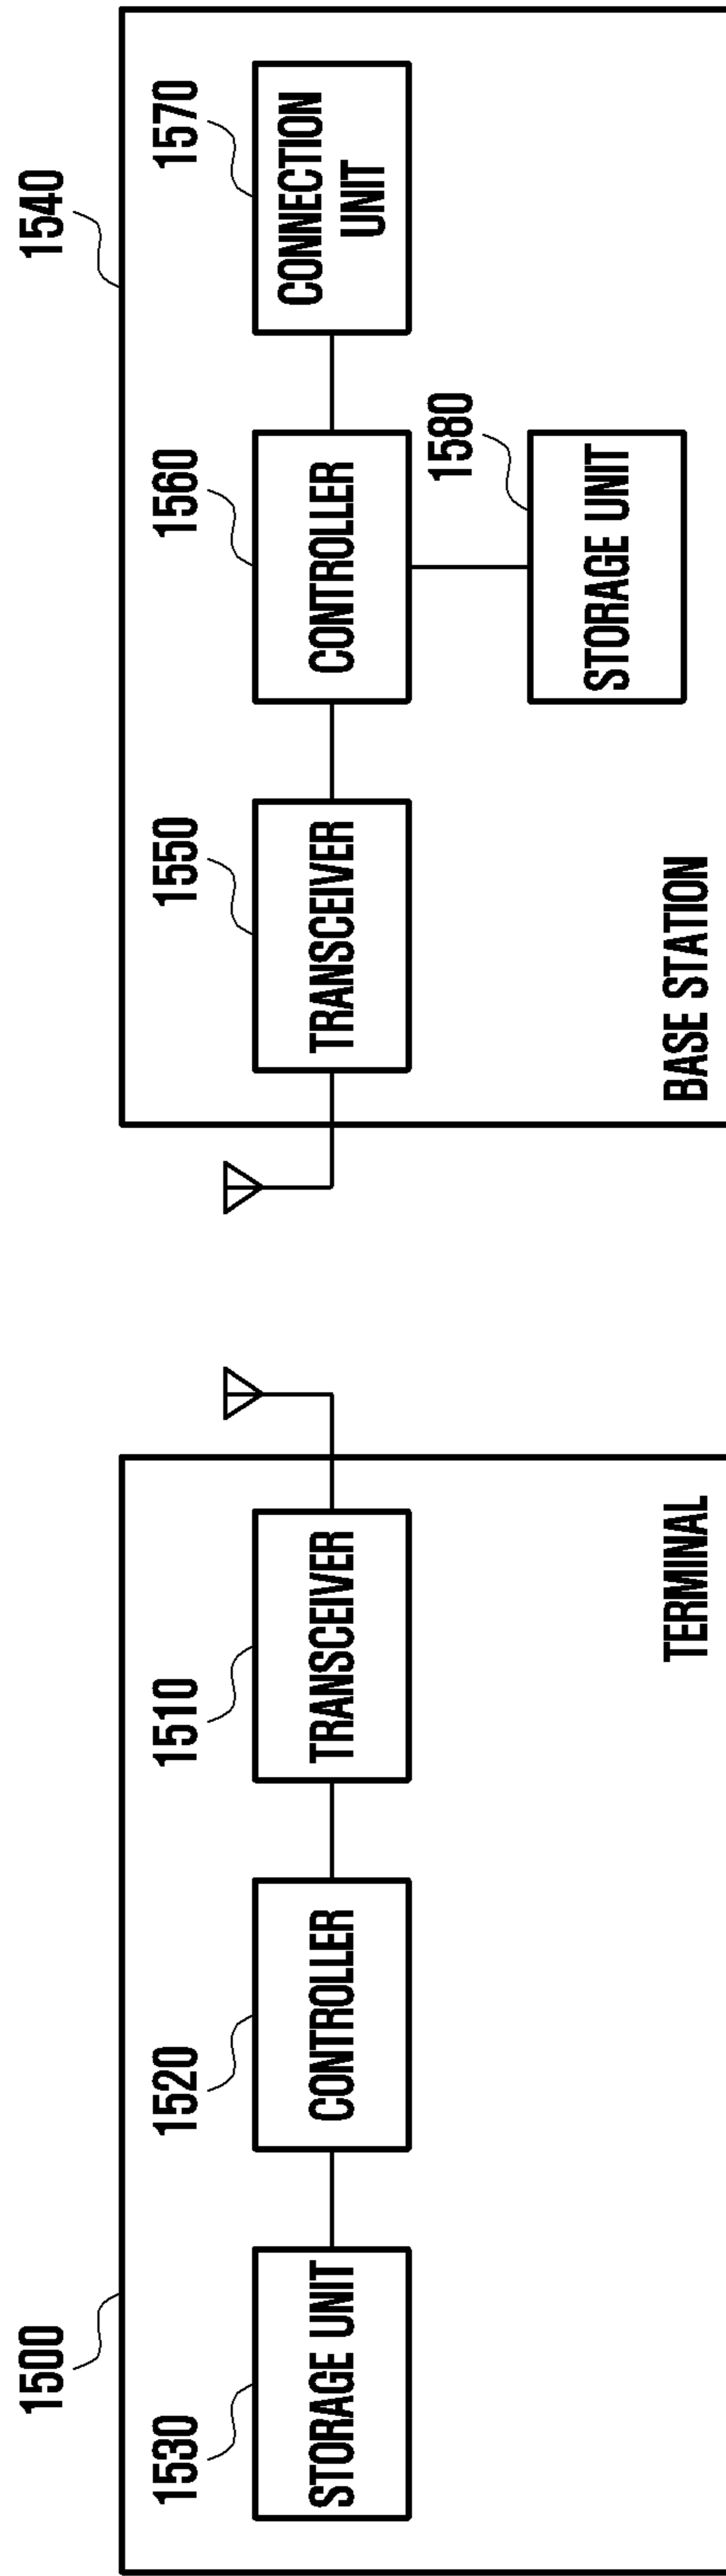 1500
1530
STORAGE UNIT
1520
CONTROLLER
1510
TRANSCEIVER
TERMINAL
1540
1550
TRANSCEIVER
1560
CONTROLLER
1570
CONNECTION
UNIT
1580
STORAGE UNIT
BASE STATION